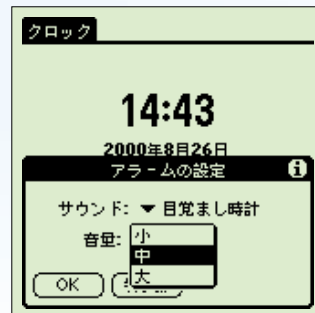 クロック
14:43
2000年8月26日
アラームの設定
サウンド: 目覚まし時計
音量: 小
中
大
OK